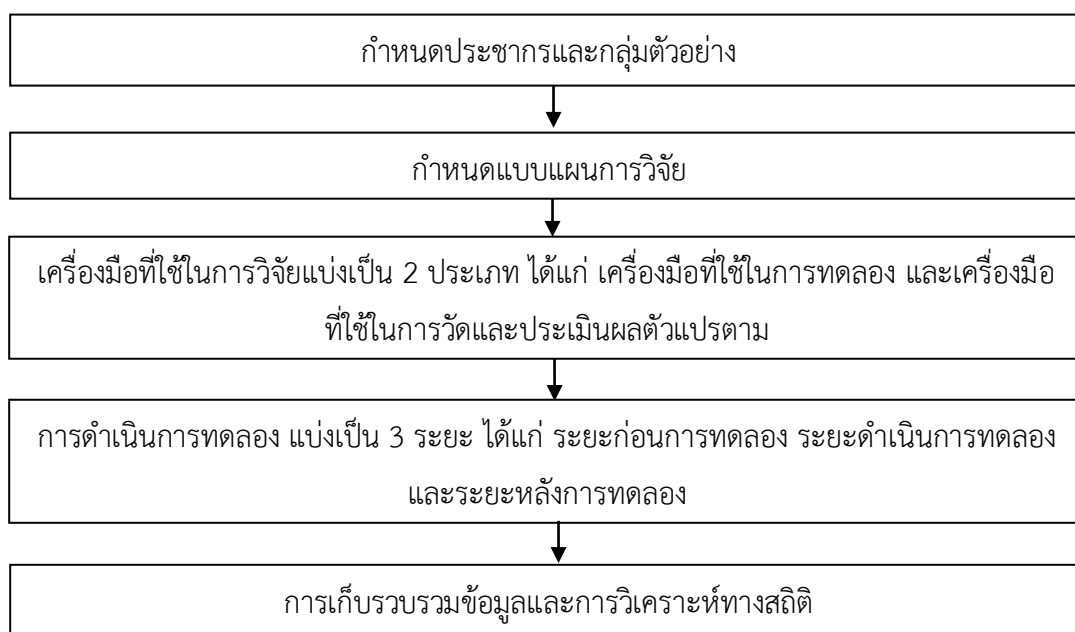 กำหนดประชากรและกลุ่มตัวอย่าง
กำหนดแบบแผนการวิจัย
เครื่องมือที่ใช้ในการวิจัยแบ่งเป็น 2 ประเภท ได้แก่ เครื่องมือที่ใช้ในการทดลอง และเครื่องมือ
ที่ใช้ในการวัดและประเมินผลตัวแปรตาม
การดำเนินการทดลอง แบ่งเป็น 3 ระยะ ได้แก่ ระยะก่อนการทดลอง ระยะดำเนินการทดลอง
และระยะหลังการทดลอง
การเก็บรวบรวมข้อมูลและการวิเคราะห์ทางสถิติ